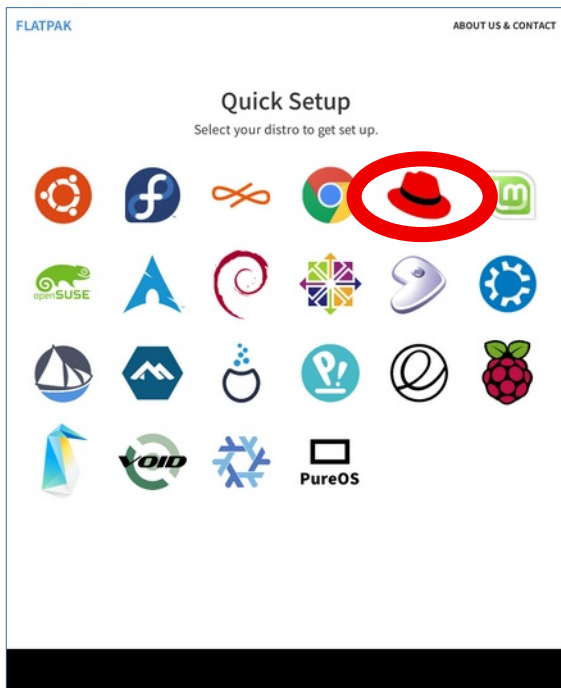 FLATPAK
ABOUT US & CONTACT
Quick Setup
Select your distro to get set up.
m
openSUSE
P!
VOID
PureOS